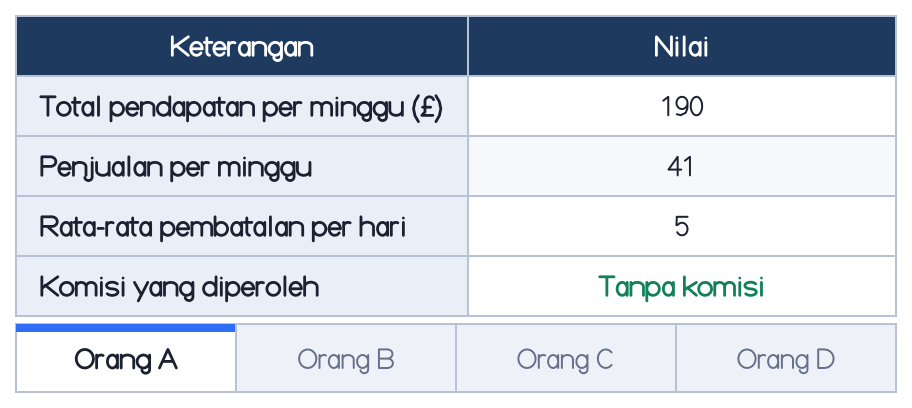 Keterangan Nilai
Total pendapatan per minggu (£) 190
Penjualan per minggu 41
Rata-rata pembatalan per hari 5
Komisi yang diperoleh Tanpa komisi
Orang A Orang B Orang C Orang D